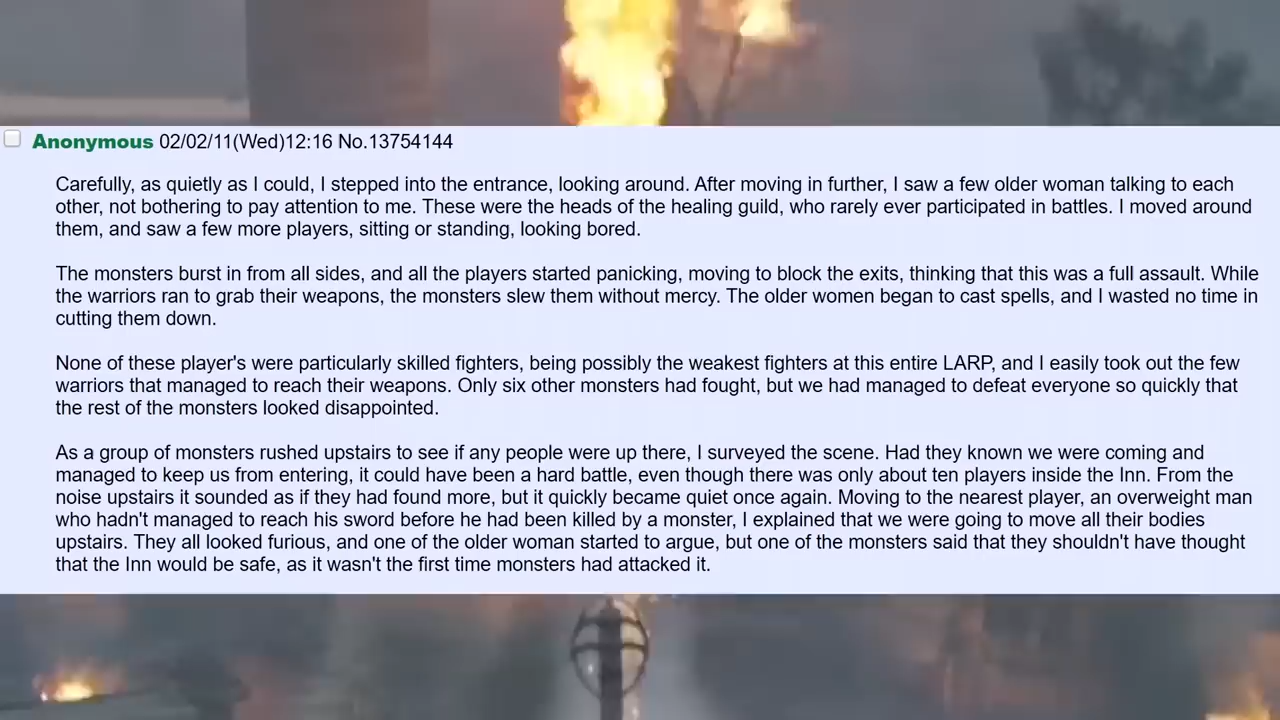 Anonymous 02/02/11(Wed)12:16 No.13754144
Carefully, as quietly as I could, I stepped into the entrance, looking around. After moving in further, I saw a few older woman talking to each
other, not bothering to pay attention to me. These were the heads of the healing guild, who rarely ever participated in battles. I moved around
them, and saw a few more players, sitting or standing, looking bored.
The monsters burst in from all sides, and all the players started panicking, moving to block the exits, thinking that this was a full assault. While
the warriors ran to grab their weapons, the monsters slew them without mercy. The older women began to cast spells, and I wasted no time in
cutting them down.
None of these player's were particularly skilled fighters, being possibly the weakest fighters at this entire LARP, and I easily took out the few
warriors that managed to reach their weapons. Only six other monsters had fought, but we had managed to defeat everyone so quickly that
the rest of the monsters looked disappointed.
As a group of monsters rushed upstairs to see if any people were up there, I surveyed the scene. Had they known we were coming and
managed to keep us from entering, it could have been a hard battle, even though there was only about ten players inside the Inn. From the
noise upstairs it sounded as if they had found more, but it quickly became quiet once again. Moving to the nearest player, an overweight man
who hadn't managed to reach his sword before he had been killed by a monster, I explained that we were going to move all their bodies
upstairs. They all looked furious, and one of the older woman started to argue, but one of the monsters said that they shouldn't have thought
that the Inn would be safe, as it wasn't the first time monsters had attacked it.